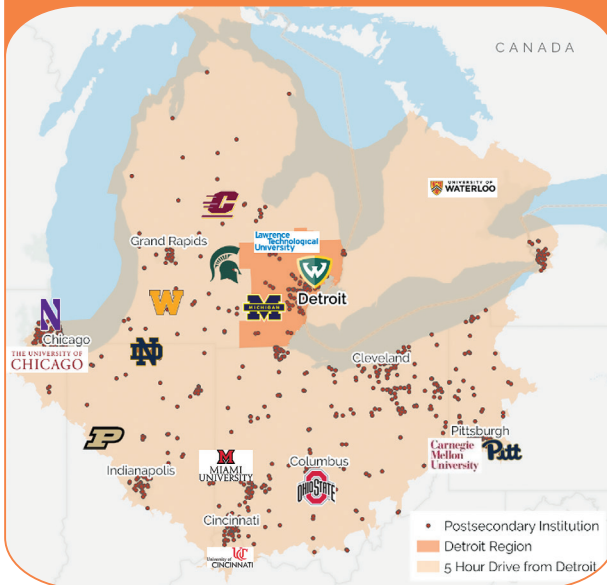 CANADA
UNIVERSITY OF
WATERLOO
C
Grand Rapids
Lawrence
Technological
University
W
Detroit
W
M
MICHIGAN
N
Chicago
THE UNIVERSITY OF
CHICAGO
ND
Cleveland
P
Pittsburgh
Carnegie
Mellon
University
Pitt
Indianapolis
M
MIAMI
UNIVERSITY
Columbus
OHIO STATE
Cincinnati
University of
CINCINNATI
UC
Postsecondary Institution
Detroit Region
5 Hour Drive from Detroit